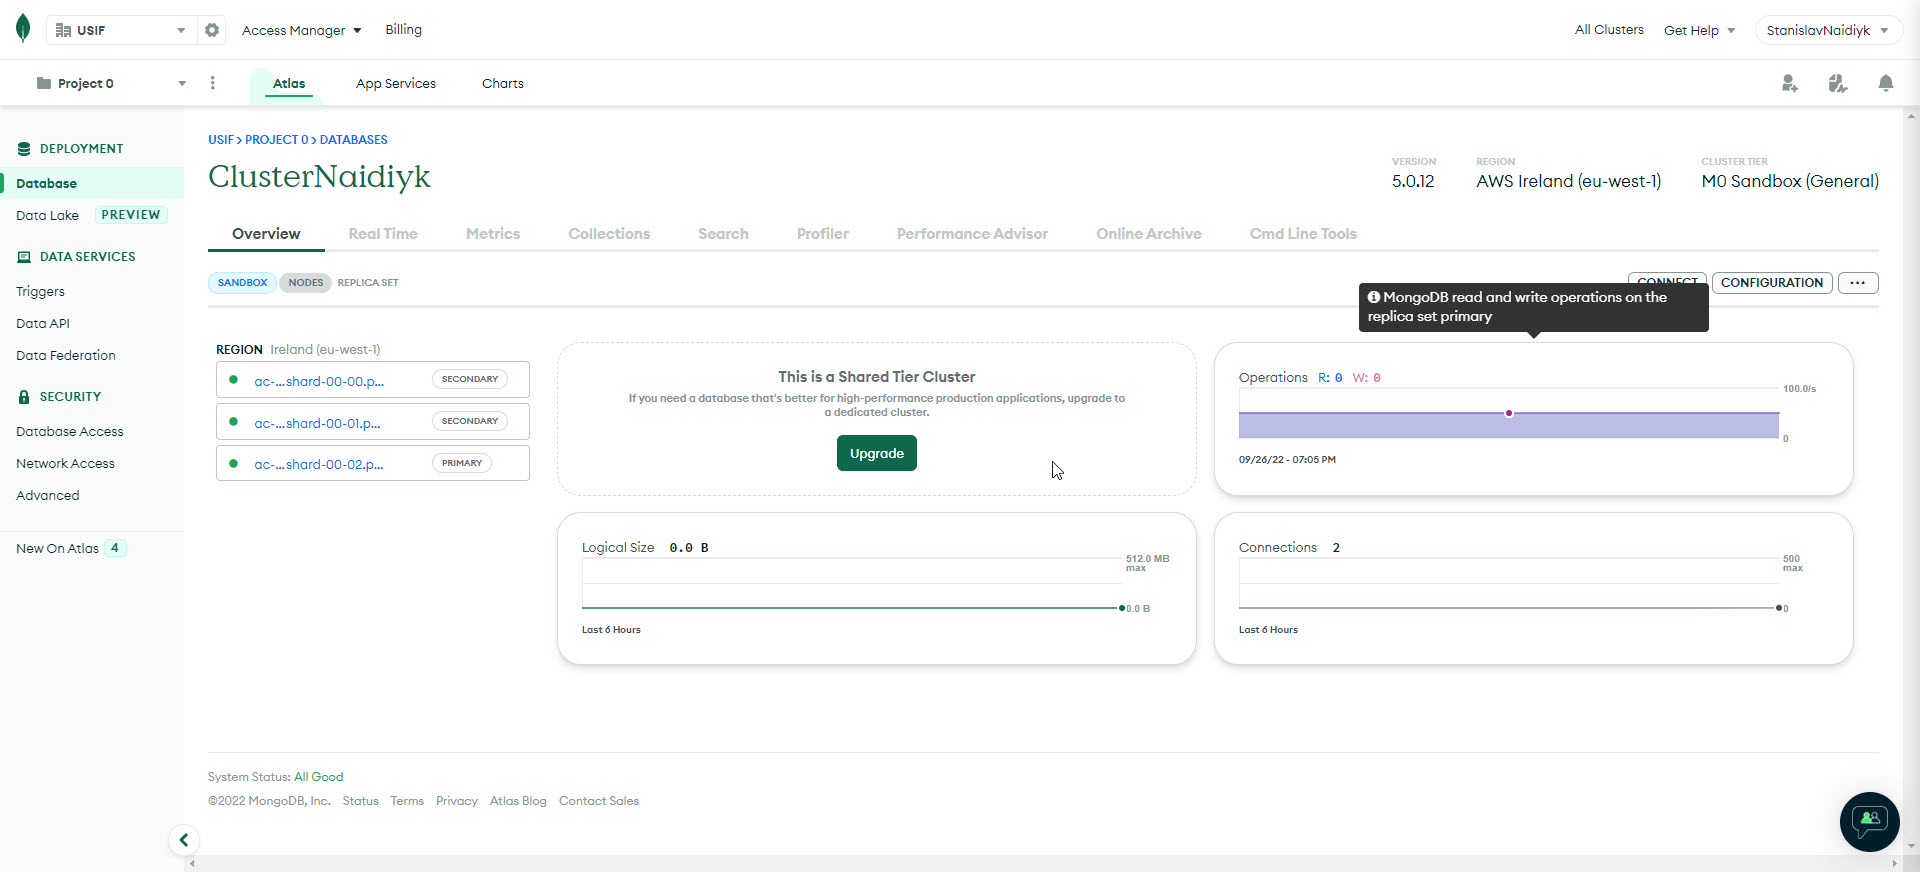 USIF
Access Manager
Billing
All Clusters
Get Help
StanislavNaidiyk
Project 0
Atlas
App Services
Charts
DEPLOYMENT
Database
Data Lake PREVIEW
DATA SERVICES
Triggers
Data API
Data Federation
SECURITY
Database Access
Network Access
Advanced
New On Atlas 4
USIF > PROJECT 0 > DATABASES
ClusterNaidiyk
VERSION
5.0.12
REGION
AWS Ireland (eu-west-1)
CLUSTER TIER
M0 Sandbox (General)
Overview
Real Time
Metrics
Collections
Search
Profiler
Performance Advisor
Online Archive
Cmd Line Tools
SANDBOX NODES REPLICA SET
CONNECT
CONFIGURATION
...
MongoDB read and write operations on the
replica set primary
REGION Ireland (eu-west-1)
ac-...shard-00-00.p... SECONDARY
ac-...shard-00-01.p... SECONDARY
ac-...shard-00-02.p... PRIMARY
This is a Shared Tier Cluster
If you need a database that's better for high-performance production applications, upgrade to
a dedicated cluster.
Upgrade
Operations R: 0 W: 0
100.0/s
0
09/26/22 - 07:05 PM
Logical Size 0.0 B
512.0 MB
max
0.0 B
Last 6 Hours
Connections 2
500
max
0
Last 6 Hours
System Status: All Good
©2022 MongoDB, Inc. Status Terms Privacy Atlas Blog Contact Sales